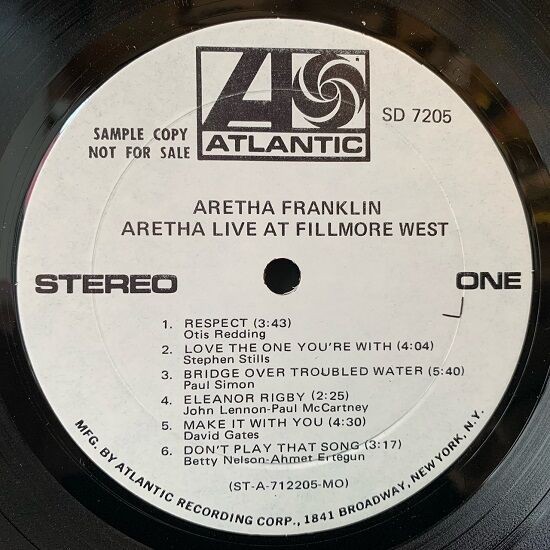 SAMPLE COPY
NOT FOR SALE
ATLANTIC
SD 7205
ARETHA FRANKLIN
ARETHA LIVE AT FILLMORE WEST
STEREO
ONE
1. RESPECT (3:43)
Otis Redding
2. LOVE THE ONE YOU'RE WITH (4:04)
Stephen Stills
3. BRIDGE OVER TROUBLED WATER (5:40)
Paul Simon
4. ELEANOR RIGBY (2:25)
John Lennon-Paul McCartney
5. MAKE IT WITH YOU (4:30)
David Gates
6. DON'T PLAY THAT SONG (3:17)
Betty Nelson-Ahmet Ertegun
(ST-A-712205-MO)
MFG. BY ATLANTIC RECORDING CORP., 1841 BROADWAY, NEW YORK, N.Y.